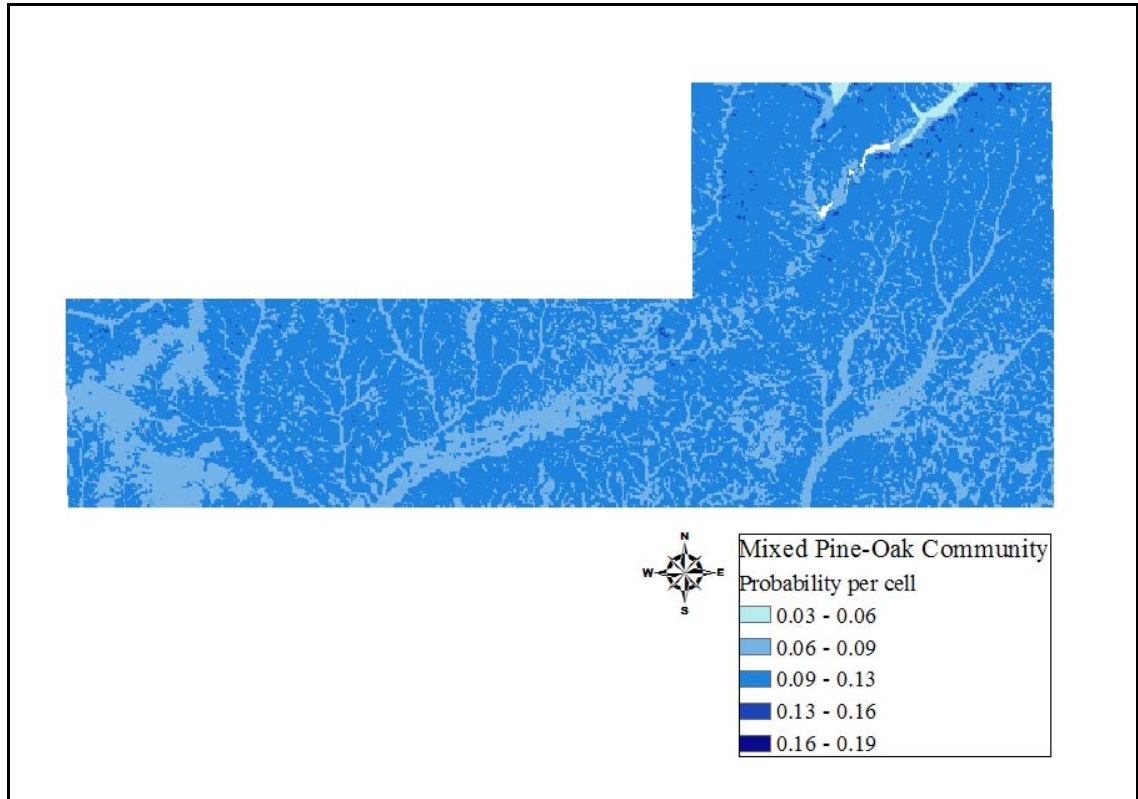 N
W E
S
Mixed Pine-Oak Community
Probability per cell
0.03 - 0.06
0.06 - 0.09
0.09 - 0.13
0.13 - 0.16
0.16 - 0.19